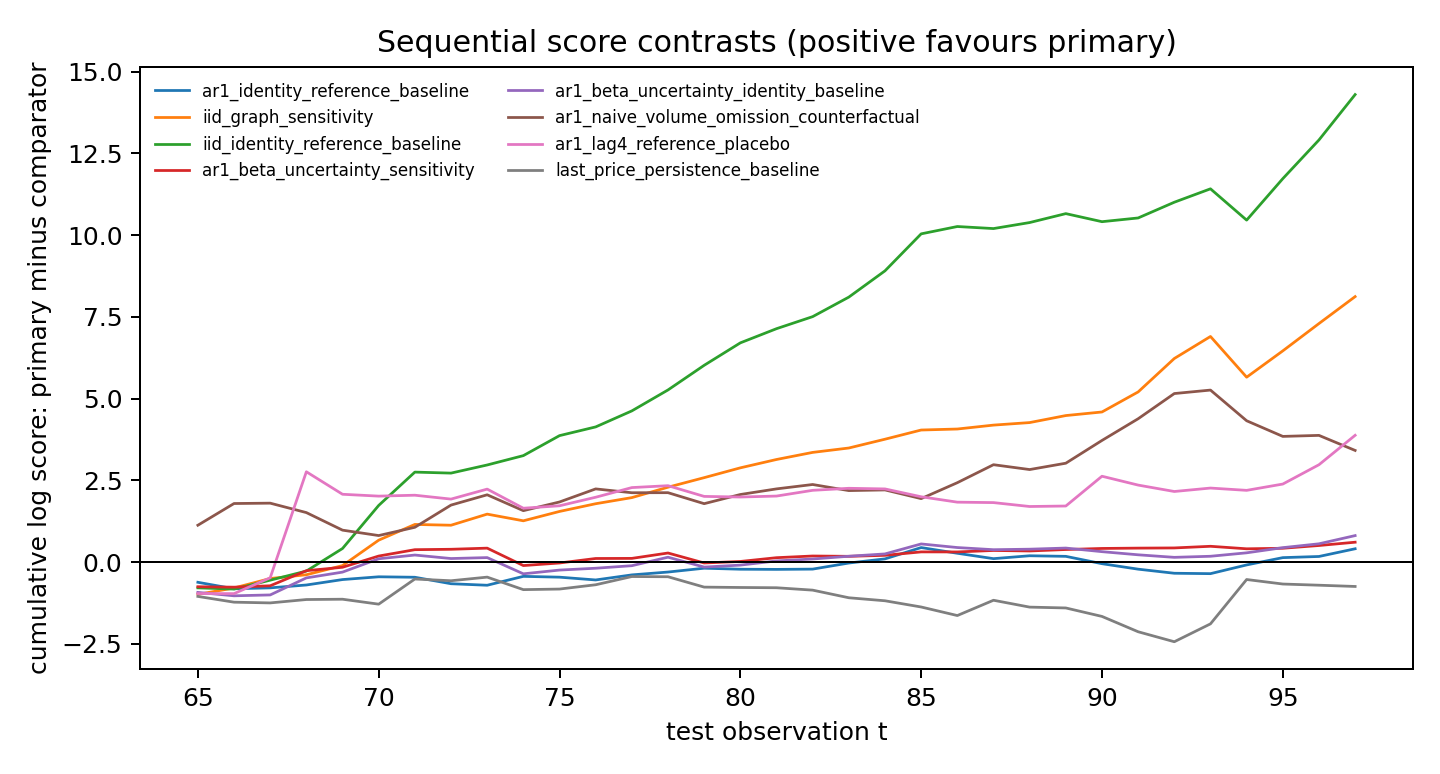 Sequential score contrasts (positive favours primary)
cumulative log score: primary minus comparator
15.0
12.5
10.0
7.5
5.0
2.5
0.0
−2.5
ar1_identity_reference_baseline
iid_graph_sensitivity
iid_identity_reference_baseline
ar1_beta_uncertainty_sensitivity
ar1_beta_uncertainty_identity_baseline
ar1_naive_volume_omission_counterfactual
ar1_lag4_reference_placebo
last_price_persistence_baseline
65 70 75 80 85 90 95
test observation t